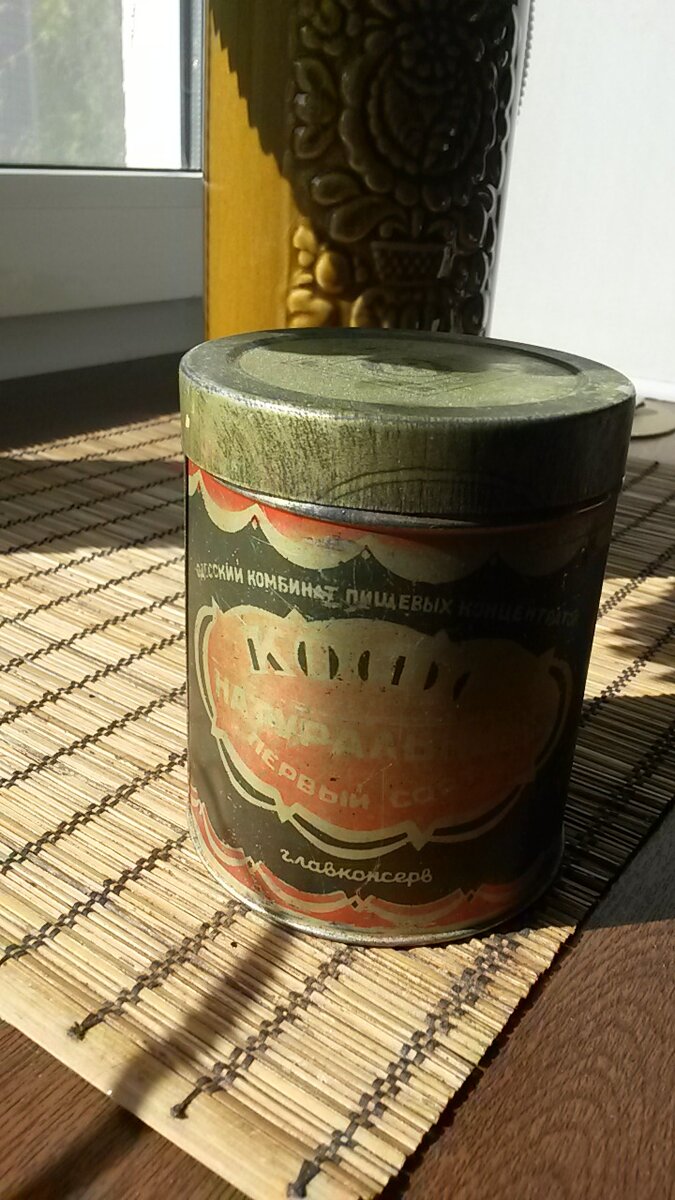 ОДЕССКИЙ КОМБИНАТ ПИЩЕВЫХ КОНЦЕНТРАТОВ
КОФЕ
НАТУРАЛЬНЫЙ
ПЕРВЫЙ СОРТ
главконсерв